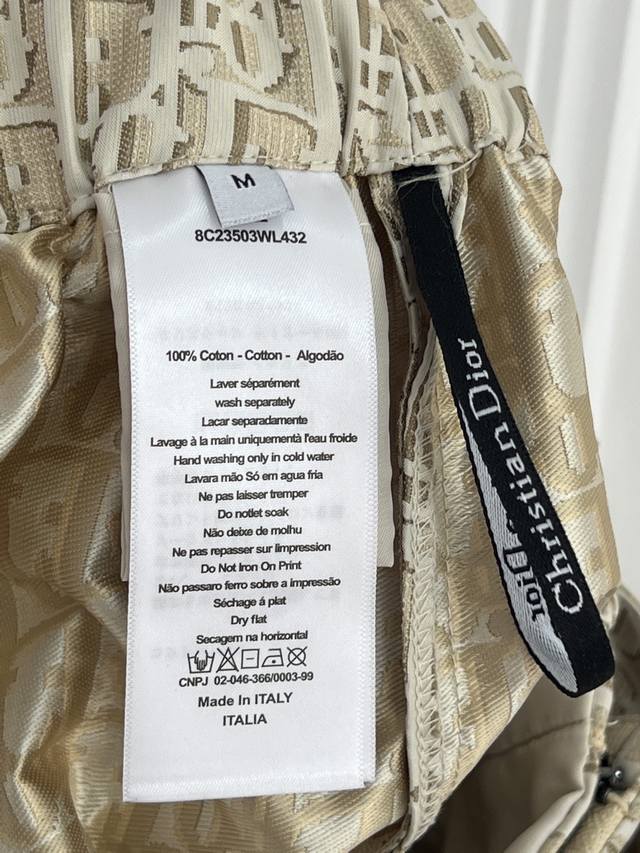 M
8C23503WL432
100% Coton - Cotton - Algodão
Laver séparément
wash separately
Lacar separadamente
Lavage à la main uniquementà l'eau froide
Hand washing only in cold water
Lavara mão Só em agua fria
Ne pas laisser tremper
Do notlet soak
Não deixe de molhu
Ne pas repasser sur limpression
Do Not Iron On Print
Não passaro ferro sobre a impressão
Séchage á plat
Dry flat
Secagem na horizontal
CNPJ 02-046-366/0003-99
Made In ITALY
ITALIA
Christian Dior